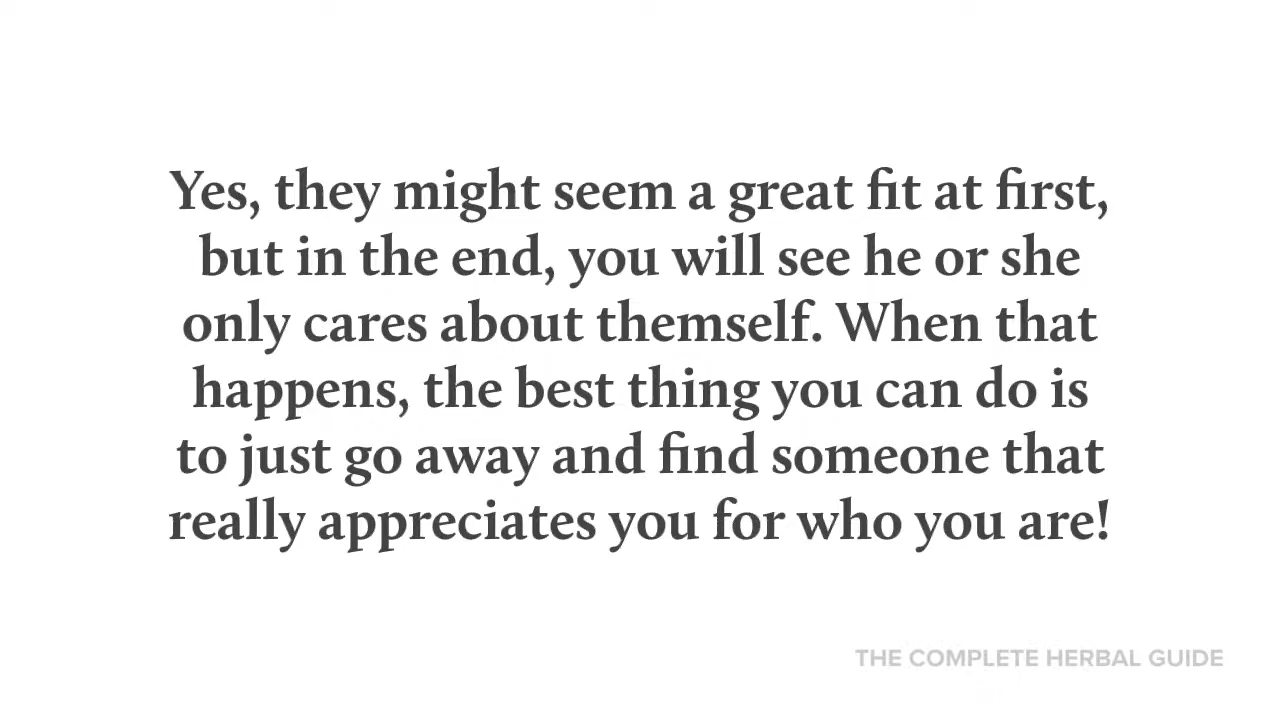 Yes, they might seem a great fit at first,
but in the end, you will see he or she
only cares about themself. When that
happens, the best thing you can do is
to just go away and find someone that
really appreciates you for who you are!
THE COMPLETE HERBAL GUIDE